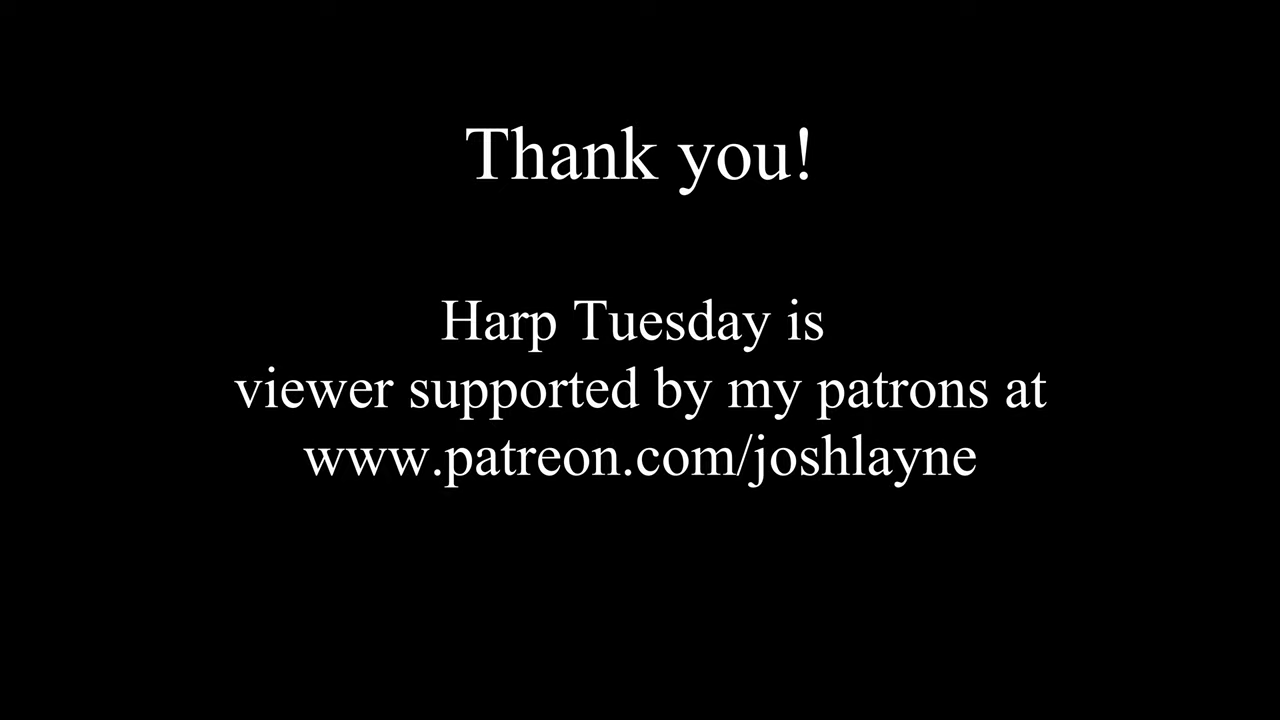 Thank you!
Harp Tuesday is
viewer supported by my patrons at
www.patreon.com/joshlayne